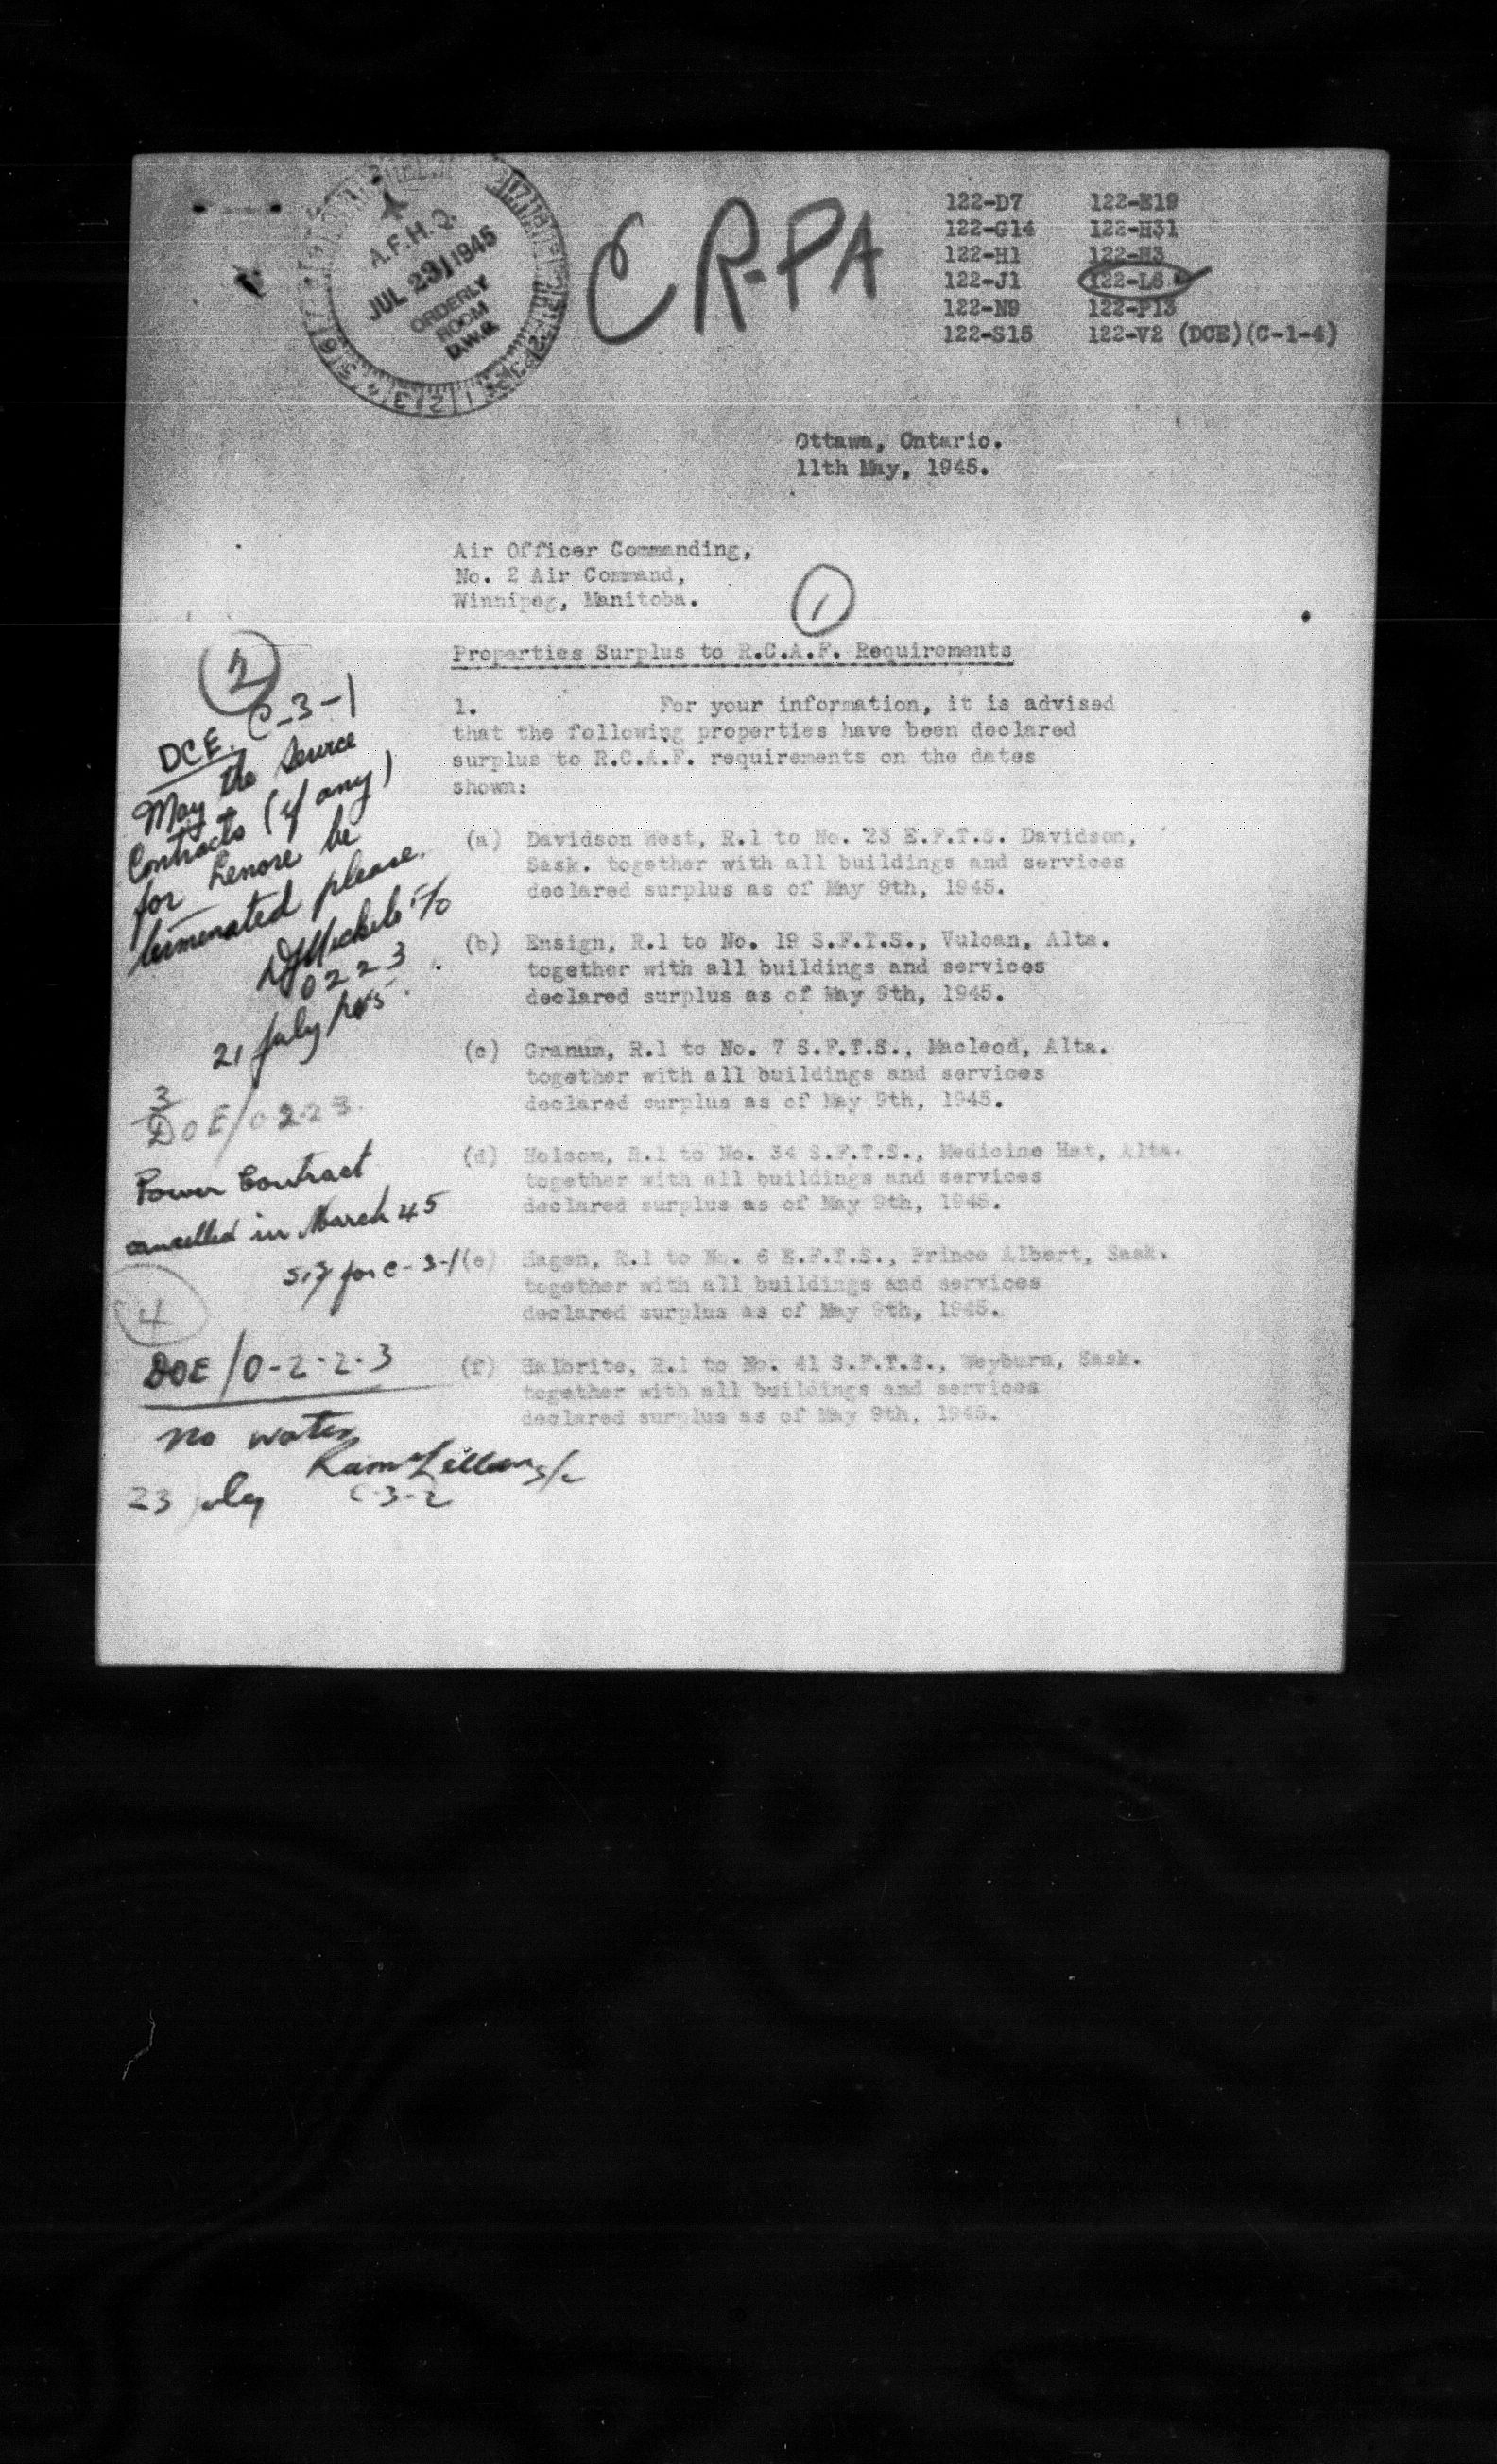 A.F.H.Q.
JUL 23 1945
ORDERLY
ROOM
D.W.O.
CR-PA
122-D7 122-E19
122-G14 122-H31
122-H1 122-N3
122-J1 122-L6
122-N9 122-P13
122-S15 122-V2 (DCE)(C-1-4)
Ottawa, Ontario.
11th May, 1945.
Air Officer Commanding,
No. 2 Air Command,
Winnipeg, Manitoba.
1
Properties Surplus to R.C.A.F. Requirements
1. For your information, it is advised
that the following properties have been declared
surplus to R.C.A.F. requirements on the dates
shown:
(a) Davidson West, R.1 to No. 23 E.F.T.S. Davidson,
Sask. together with all buildings and services
declared surplus as of May 9th, 1945.
(b) Ensign, R.1 to No. 19 S.F.T.S., Vulcan, Alta.
together with all buildings and services
declared surplus as of May 9th, 1945.
(c) Granum, R.1 to No. 7 S.F.T.S., Macleod, Alta.
together with all buildings and services
declared surplus as of May 9th, 1945.
(d) Holsom, R.1 to No. 34 S.F.T.S., Medicine Hat, Alta.
together with all buildings and services
declared surplus as of May 9th, 1945.
(e) Hagen, R.1 to No. 6 E.F.T.S., Prince Albert, Sask.
together with all buildings and services
declared surplus as of May 9th, 1945.
(f) Halbrite, R.1 to No. 41 S.F.T.S., Weyburn, Sask.
together with all buildings and services
declared surplus as of May 9th, 1945.
2
DCE. C-3-1
May the Service
Contracts (if any)
for Lenore be
terminated please.
0223
21 July
3
DOE/0223.
Power Contract
cancelled in March 45
for C-3-1
4
DOE/0-2-2-3
no water
C-3-2
23 July